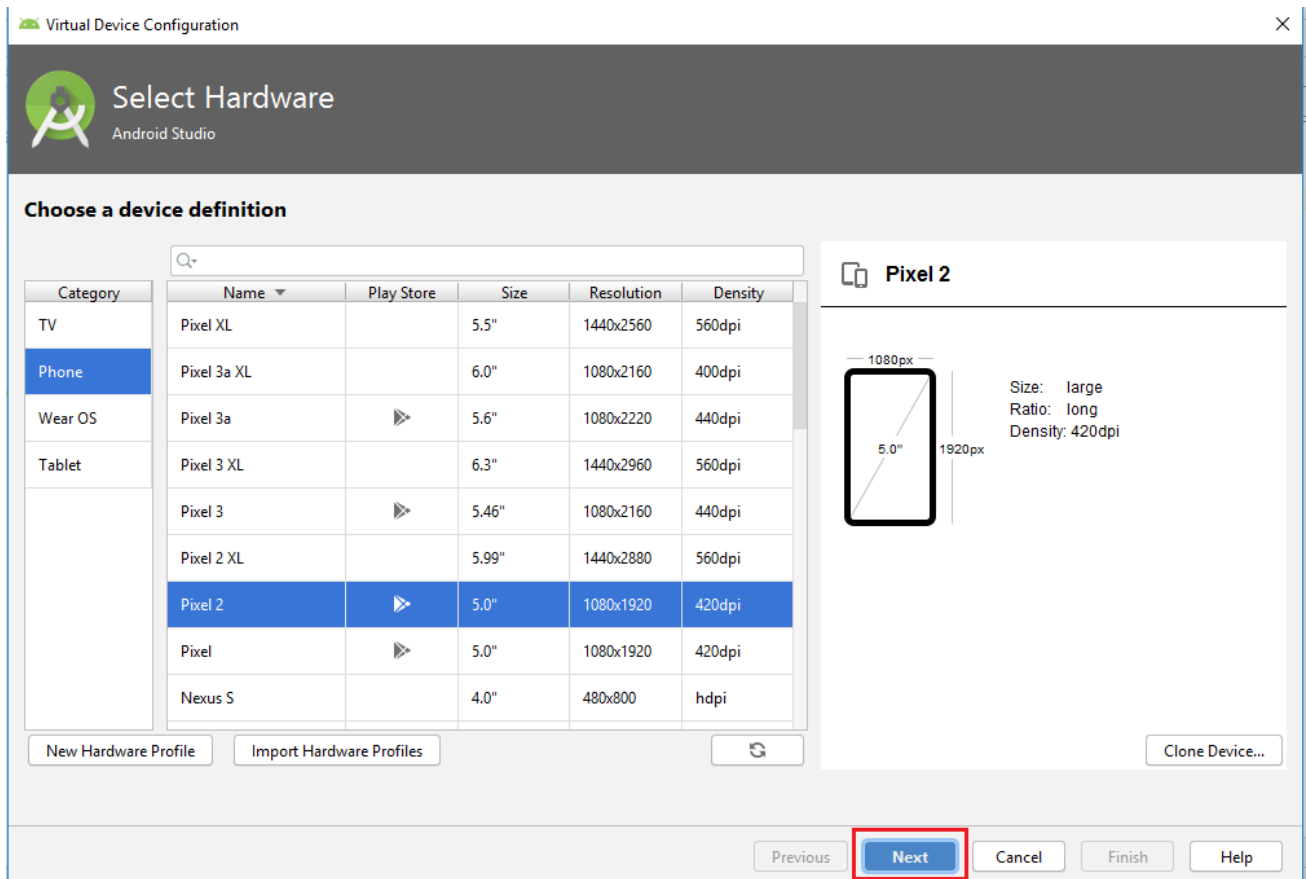 Virtual Device Configuration
Select Hardware
Android Studio
Choose a device definition
Category
TV
Phone
Wear OS
Tablet
Name Play Store Size Resolution Density
Pixel XL 5.5" 1440x2560 560dpi
Pixel 3a XL 6.0" 1080x2160 400dpi
Pixel 3a 5.6" 1080x2220 440dpi
Pixel 3 XL 6.3" 1440x2960 560dpi
Pixel 3 5.46" 1080x2160 440dpi
Pixel 2 XL 5.99" 1440x2880 560dpi
Pixel 2 5.0" 1080x1920 420dpi
Pixel 5.0" 1080x1920 420dpi
Nexus S 4.0" 480x800 hdpi
New Hardware Profile Import Hardware Profiles
Pixel 2
1080px
5.0"
1920px
Size: large
Ratio: long
Density: 420dpi
Clone Device...
Previous Next Cancel Finish Help